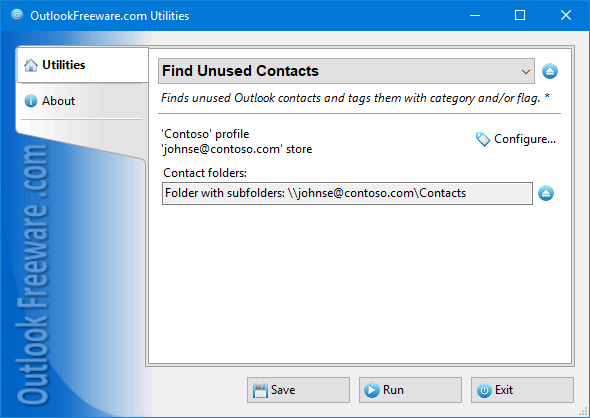 OutlookFreeware.com Utilities
Utilities
About
Find Unused Contacts
Finds unused Outlook contacts and tags them with category and/or flag. *
'Contoso' profile
'johnse@contoso.com' store
Configure...
Contact folders:
Folder with subfolders: \\johnse@contoso.com\Contacts
Outlook Freeware .com
Save
Run
Exit